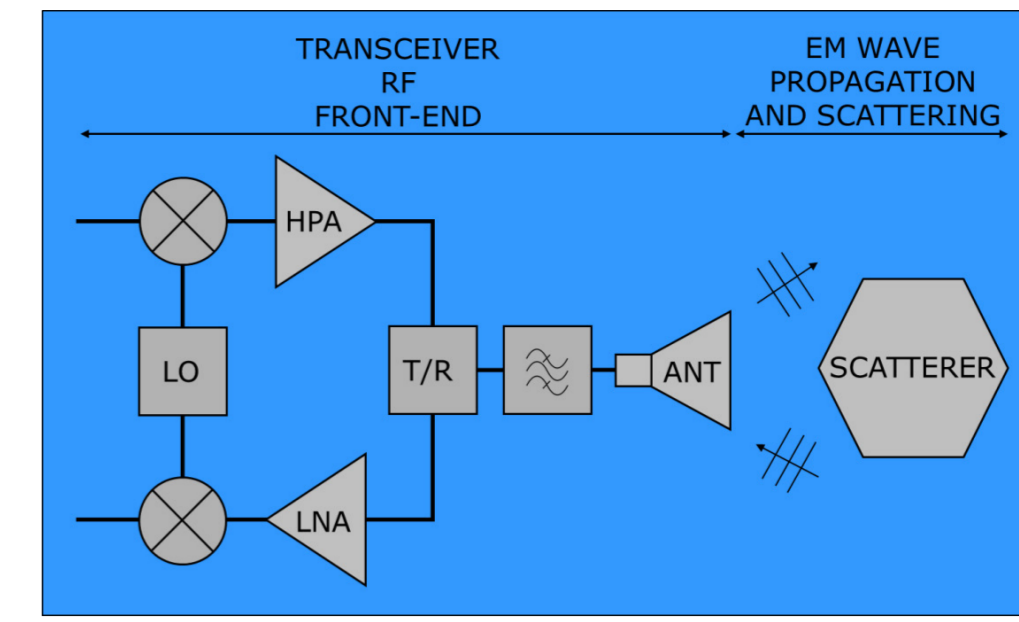 TRANSCEIVER
RF
FRONT-END
EM WAVE
PROPAGATION
AND SCATTERING
HPA
LO
T/R
ANT
SCATTERER
LNA